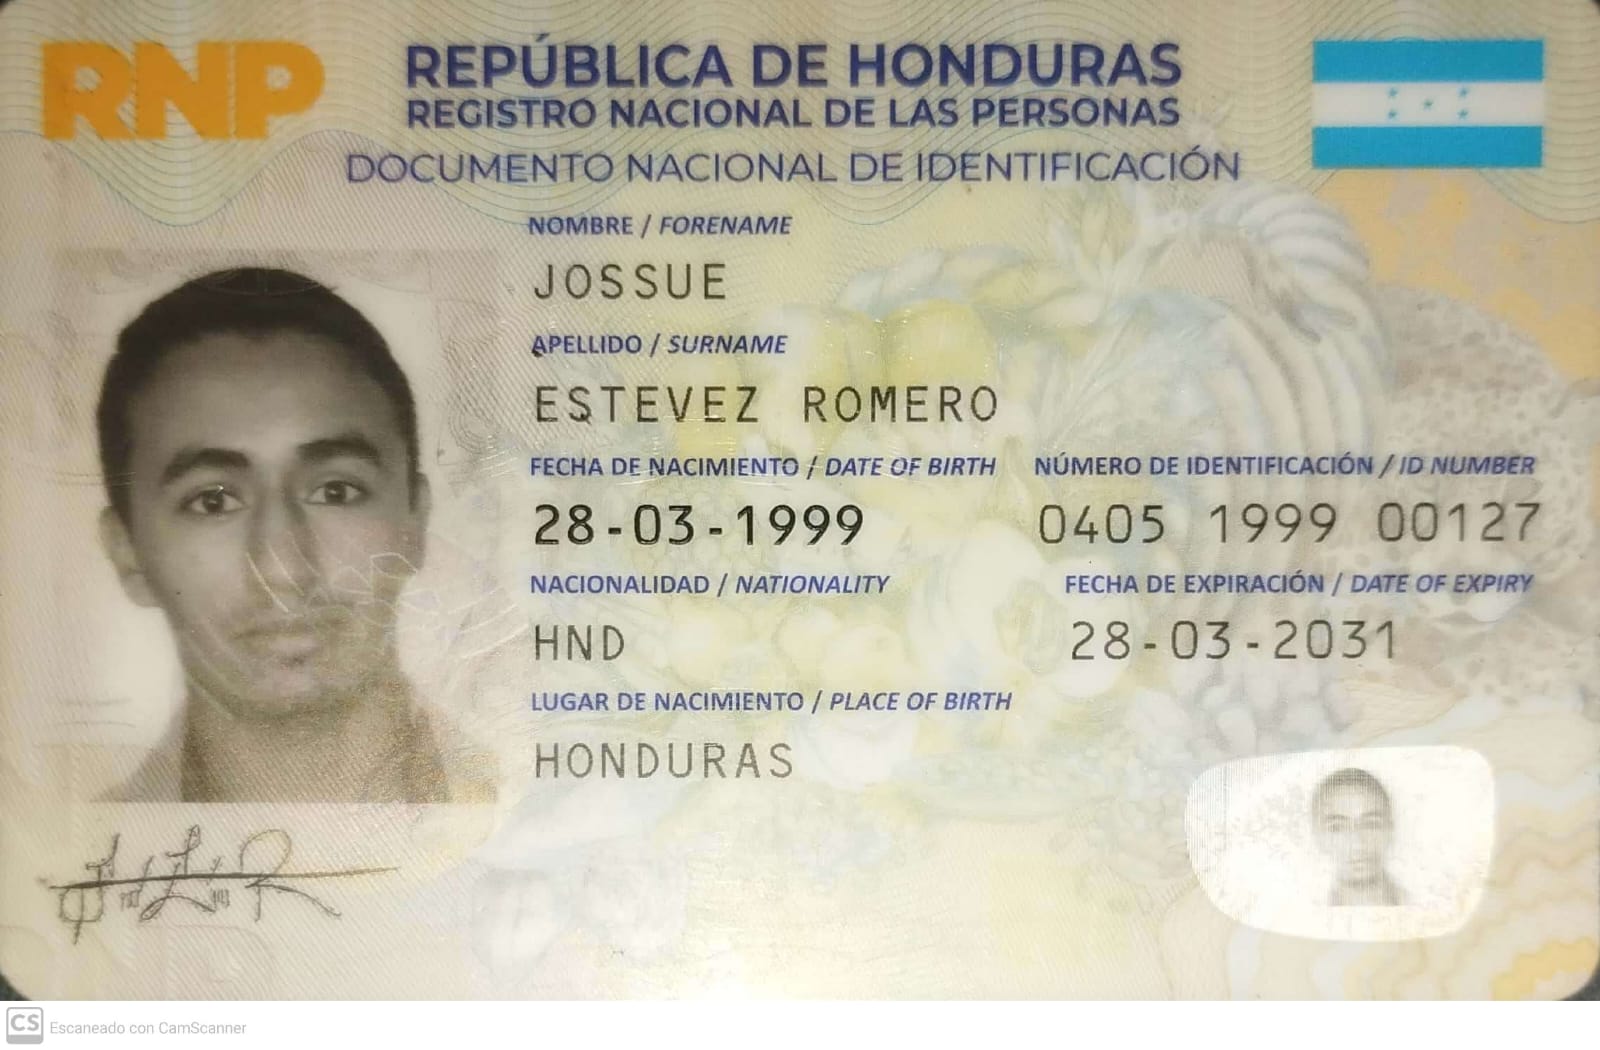 RNP
REPÚBLICA DE HONDURAS
REGISTRO NACIONAL DE LAS PERSONAS
DOCUMENTO NACIONAL DE IDENTIFICACIÓN
NOMBRE / FORENAME
JOSSUE
APELLIDO / SURNAME
ESTEVEZ ROMERO
FECHA DE NACIMIENTO / DATE OF BIRTH
NÚMERO DE IDENTIFICACIÓN / ID NUMBER
28-03-1999
0405 1999 00127
NACIONALIDAD / NATIONALITY
FECHA DE EXPIRACIÓN / DATE OF EXPIRY
HND
28-03-2031
LUGAR DE NACIMIENTO / PLACE OF BIRTH
HONDURAS
CS Escaneado con CamScanner